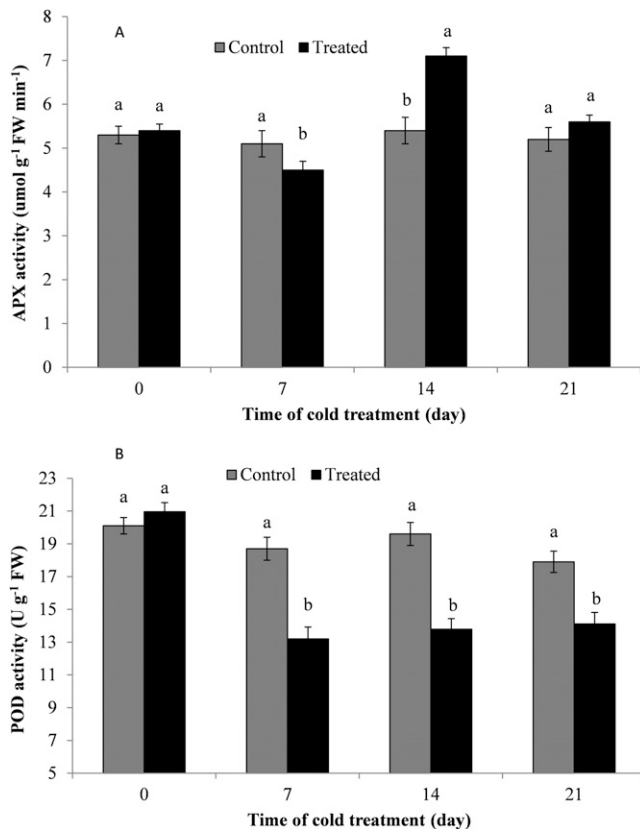 A
Control Treated
APX activity (umol g⁻¹ FW min⁻¹)
8
7
6
5
4
3
2
1
0
a a a b b a a a
0 7 14 21
Time of cold treatment (day)
B
Control Treated
POD activity (U g⁻¹ FW)
23
21
19
17
15
13
11
9
7
5
a a a b a b a b
0 7 14 21
Time of cold treatment (day)